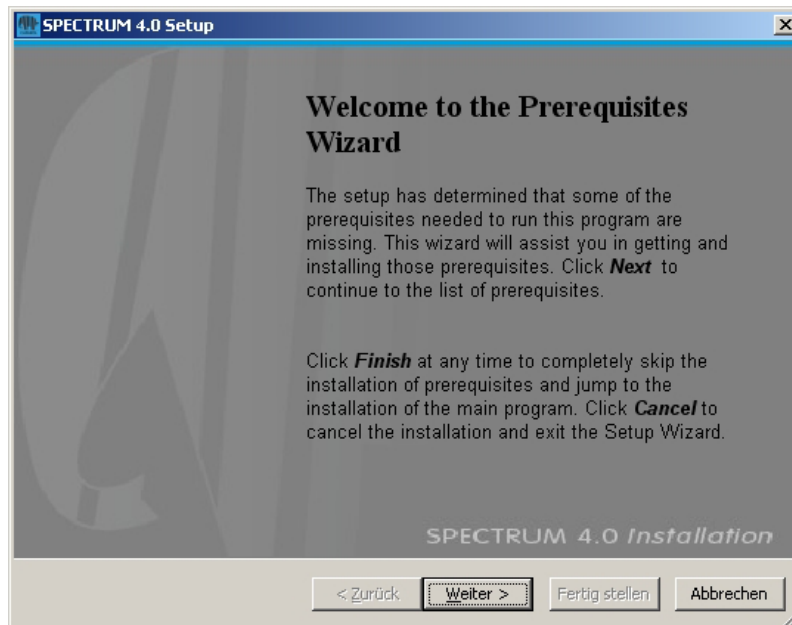 SPECTRUM 4.0 Setup
Welcome to the Prerequisites
Wizard
The setup has determined that some of the
prerequisites needed to run this program are
missing. This wizard will assist you in getting and
installing those prerequisites. Click Next to
continue to the list of prerequisites.
Click Finish at any time to completely skip the
installation of prerequisites and jump to the
installation of the main program. Click Cancel to
cancel the installation and exit the Setup Wizard.
SPECTRUM 4.0 Installation
< Zurück
Weiter >
Fertig stellen
Abbrechen